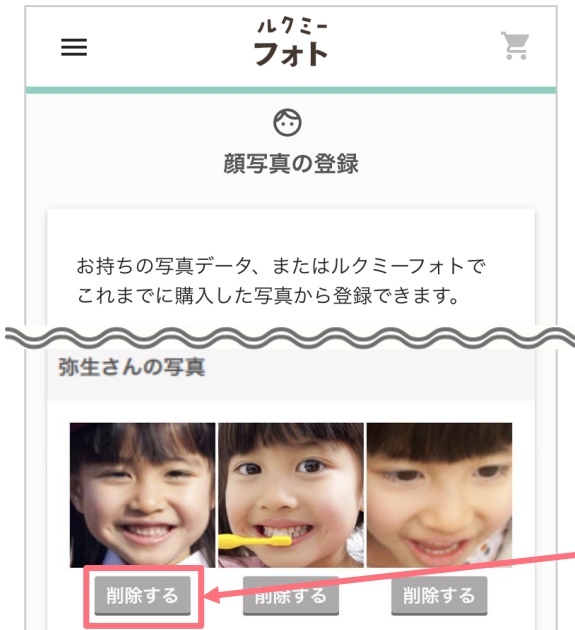 ルクミー
フォト
顔写真の登録
お持ちの写真データ、またはルクミーフォトで
これまでに購入した写真から登録できます。
弥生さんの写真
削除する 削除する 削除する